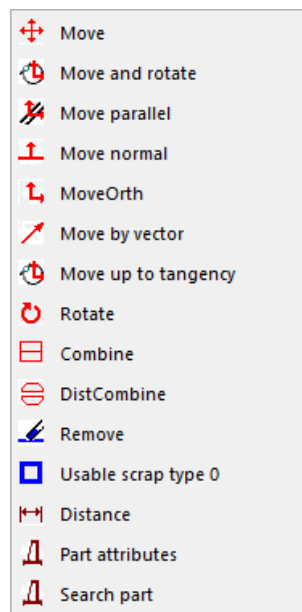 Move
Move and rotate
Move parallel
Move normal
MoveOrth
Move by vector
Move up to tangency
Rotate
Combine
DistCombine
Remove
Usable scrap type 0
Distance
Part attributes
Search part